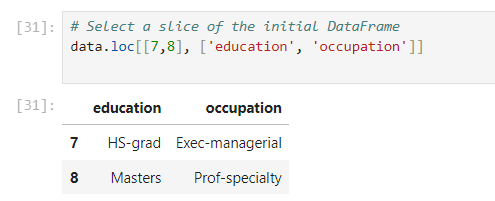 [31]: # Select a slice of the initial DataFrame
data.loc[[7,8], ['education', 'occupation']]
[31]:
education occupation
7 HS-grad Exec-managerial
8 Masters Prof-specialty